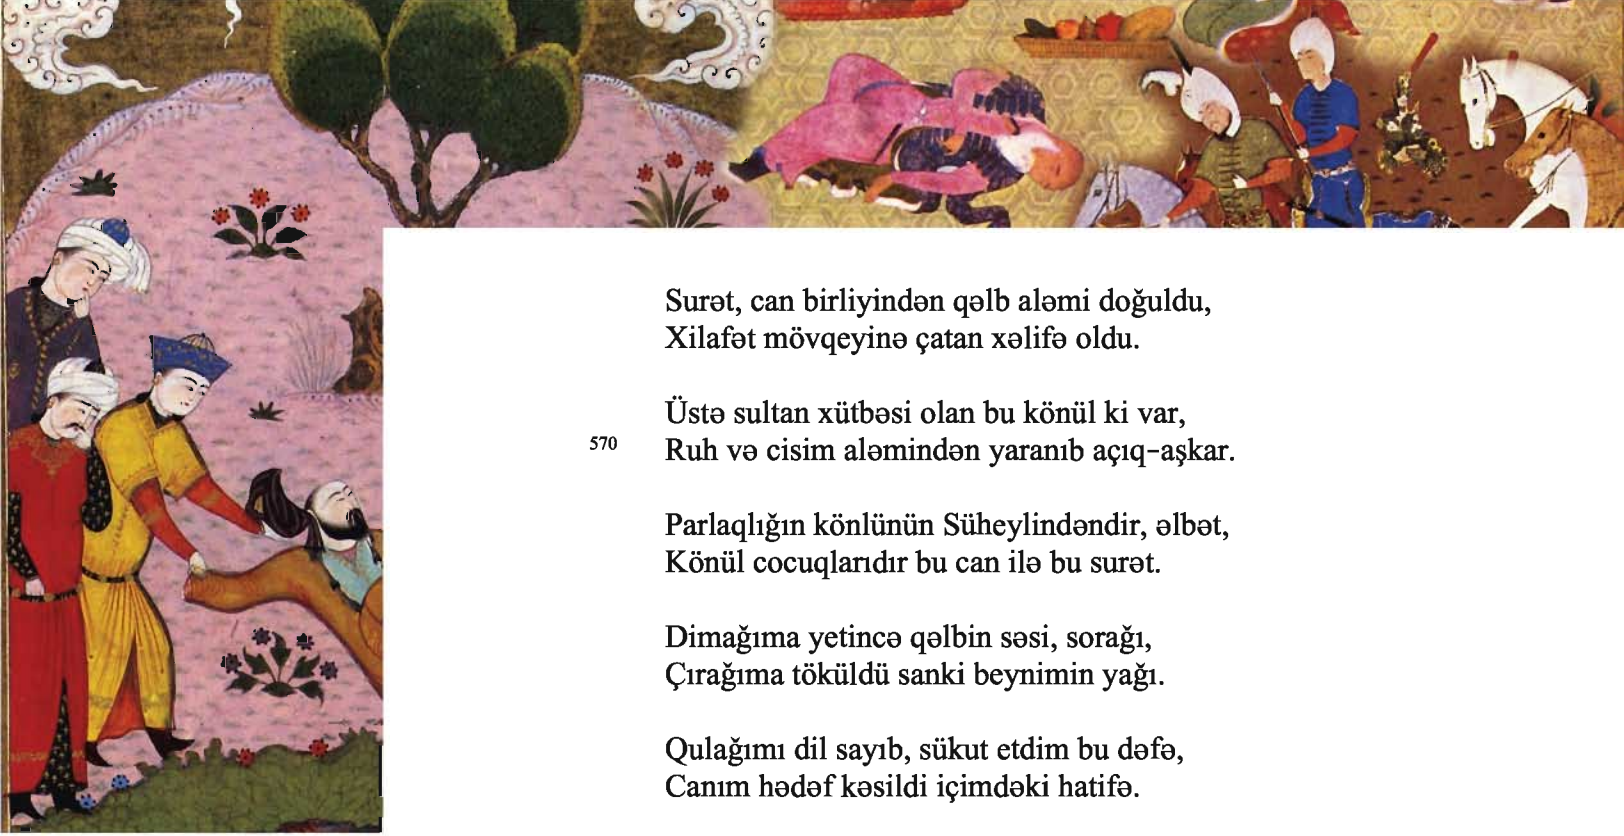 Surət, can birliyindən qəlb aləmi doğuldu,
Xilafət mövqeyinə çatan xəlifə oldu.
Üstə sultan xütbəsi olan bu könül ki var,
570 Ruh və cisim aləmindən yaranıb açıq-aşkar.
Parlaqlığın könlünün Süheylindəndir, əlbət,
Könül cocuqlarıdır bu can ilə bu surət.
Dimağıma yetincə qəlbin səsi, sorağı,
Çırağıma töküldü sanki beynimin yağı.
Qulağımı dil sayıb, sükut etdim bu dəfə,
Canım hədəf kəsildi içimdəki hatifə.